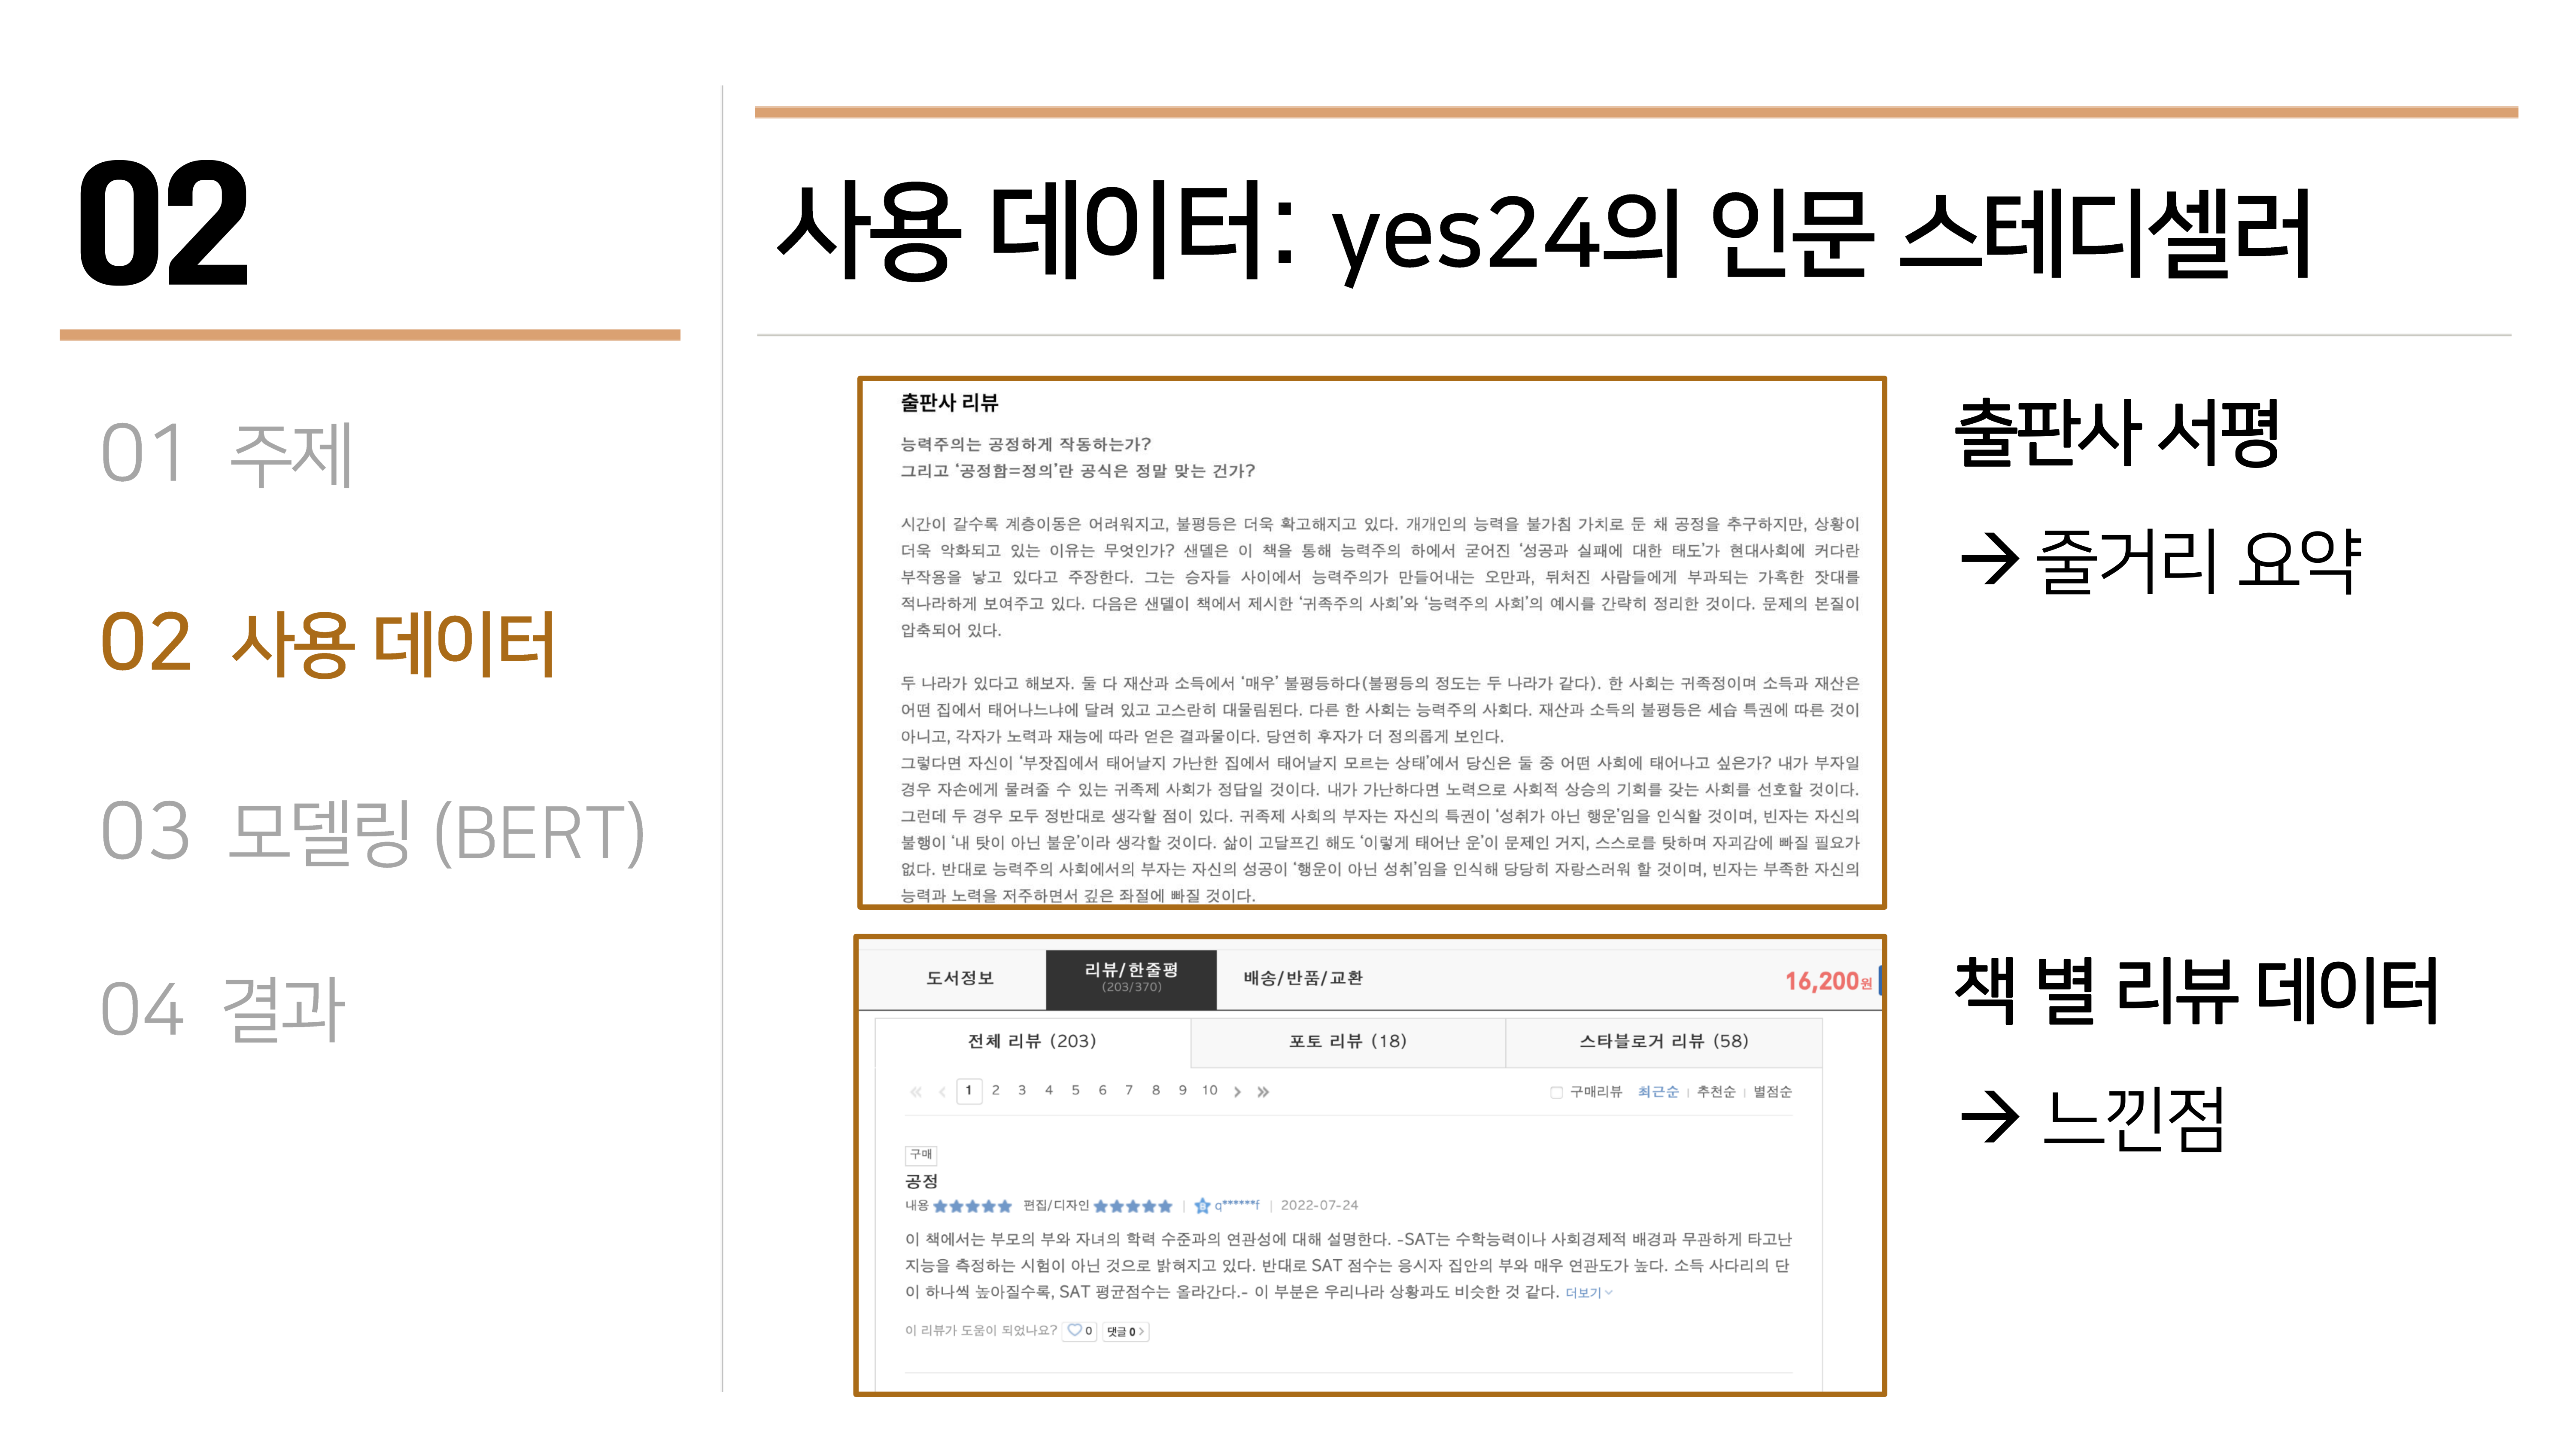 02
01 주제
02 사용 데이터
03 모델링 (BERT)
04 결과
사용 데이터: yes24의 인문 스테디셀러
출판사 리뷰
능력주의는 공정하게 작동하는가?
그리고 ‘공정함=정의’란 공식은 정말 맞는 건가?
시간이 갈수록 계층이동은 어려워지고, 불평등은 더욱 확고해지고 있다. 개개인의 능력을 불가침 가치로 둔 채 공정을 추구하지만, 상황이
더욱 악화되고 있는 이유는 무엇인가? 샌델은 이 책을 통해 능력주의 하에서 굳어진 ‘성공과 실패에 대한 태도’가 현대사회에 커다란
부작용을 낳고 있다고 주장한다. 그는 승자들 사이에서 능력주의가 만들어내는 오만과, 뒤처진 사람들에게 부과되는 가혹한 잣대를
적나라하게 보여주고 있다. 다음은 샌델이 책에서 제시한 ‘귀족주의 사회’와 ‘능력주의 사회’의 예시를 간략히 정리한 것이다. 문제의 본질이
압축되어 있다.
두 나라가 있다고 해보자. 둘 다 재산과 소득에서 ‘매우’ 불평등하다(불평등의 정도는 두 나라가 같다). 한 사회는 귀족정이며 소득과 재산은
어떤 집에서 태어나느냐에 달려 있고 고스란히 대물림된다. 다른 한 사회는 능력주의 사회다. 재산과 소득의 불평등은 세습 특권에 따른 것이
아니고, 각자가 노력과 재능에 따라 얻은 결과물이다. 당연히 후자가 더 정의롭게 보인다.
그렇다면 자신이 ‘부잣집에서 태어날지 가난한 집에서 태어날지 모르는 상태’에서 당신은 둘 중 어떤 사회에 태어나고 싶은가? 내가 부자일
경우 자손에게 물려줄 수 있는 귀족제 사회가 정답일 것이다. 내가 가난하다면 노력으로 사회적 상승의 기회를 갖는 사회를 선호할 것이다.
그런데 두 경우 모두 정반대로 생각할 점이 있다. 귀족제 사회의 부자는 자신의 특권이 ‘성취가 아닌 행운’임을 인식할 것이며, 빈자는 자신의
불행이 ‘내 탓이 아닌 불운’이라 생각할 것이다. 삶이 고달프긴 해도 ‘이렇게 태어난 운’이 문제인 거지, 스스로를 탓하며 자괴감에 빠질 필요가
없다. 반대로 능력주의 사회에서의 부자는 자신의 성공이 ‘행운이 아닌 성취’임을 인식해 당당히 자랑스러워 할 것이며, 빈자는 부족한 자신의
능력과 노력을 저주하면서 깊은 좌절에 빠질 것이다.
출판사 서평
→ 줄거리 요약
도서정보 리뷰/한줄평 배송/반품/교환 16,200원
(203/370)
전체 리뷰 (203) 포토 리뷰 (18) 스타블로거 리뷰 (58)
« ‹ 1 2 3 4 5 6 7 8 9 10 › » 구매리뷰 최근순 | 추천순 | 별점순
구매
공정
내용 ★★★★★ 편집/디자인 ★★★★★ | q******f | 2022-07-24
이 책에서는 부모의 부와 자녀의 학력 수준과의 연관성에 대해 설명한다. -SAT는 수학능력이나 사회경제적 배경과 무관하게 타고난
지능을 측정하는 시험이 아닌 것으로 밝혀지고 있다. 반대로 SAT 점수는 응시자 집안의 부와 매우 연관도가 높다. 소득 사다리의 단
이 하나씩 높아질수록, SAT 평균점수는 올라간다.- 이 부분은 우리나라 상황과도 비슷한 것 같다. 더보기
이 리뷰가 도움이 되었나요? 0 댓글 0 >
책 별 리뷰 데이터
→ 느낀점